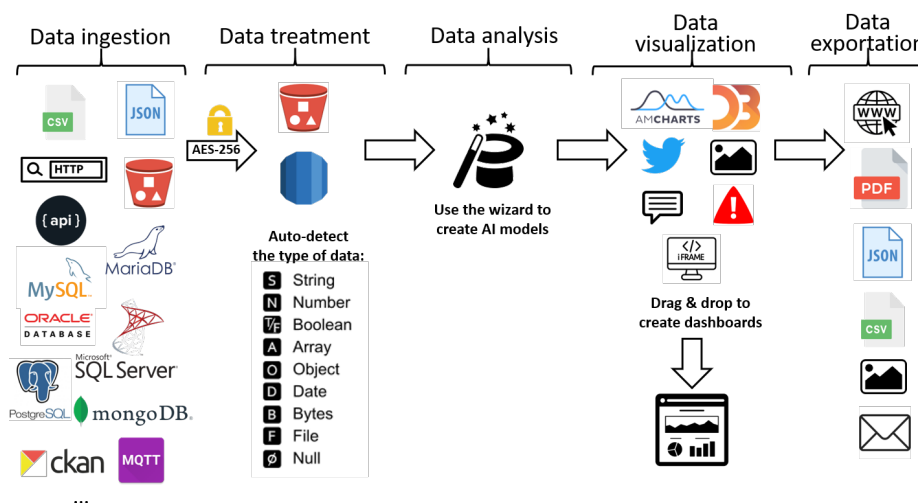 Data ingestion
Data treatment
Data analysis
Data
visualization
Data
exportation
CSV
JSON
HTTP
{ api }
MariaDB®
MySQL™
ORACLE
DATABASE
Microsoft®
SQL Server®
PostgreSQL
mongoDB®
ckan
MQTT
...
AES-256
Auto-detect
the type of data:
S String
N Number
T/F Boolean
A Array
O Object
D Date
B Bytes
F File
Ø Null
Use the wizard to
create AI models
AMCHARTS
D3
</>
iFRAME
Drag & drop to
create dashboards
WWW
PDF
JSON
CSV